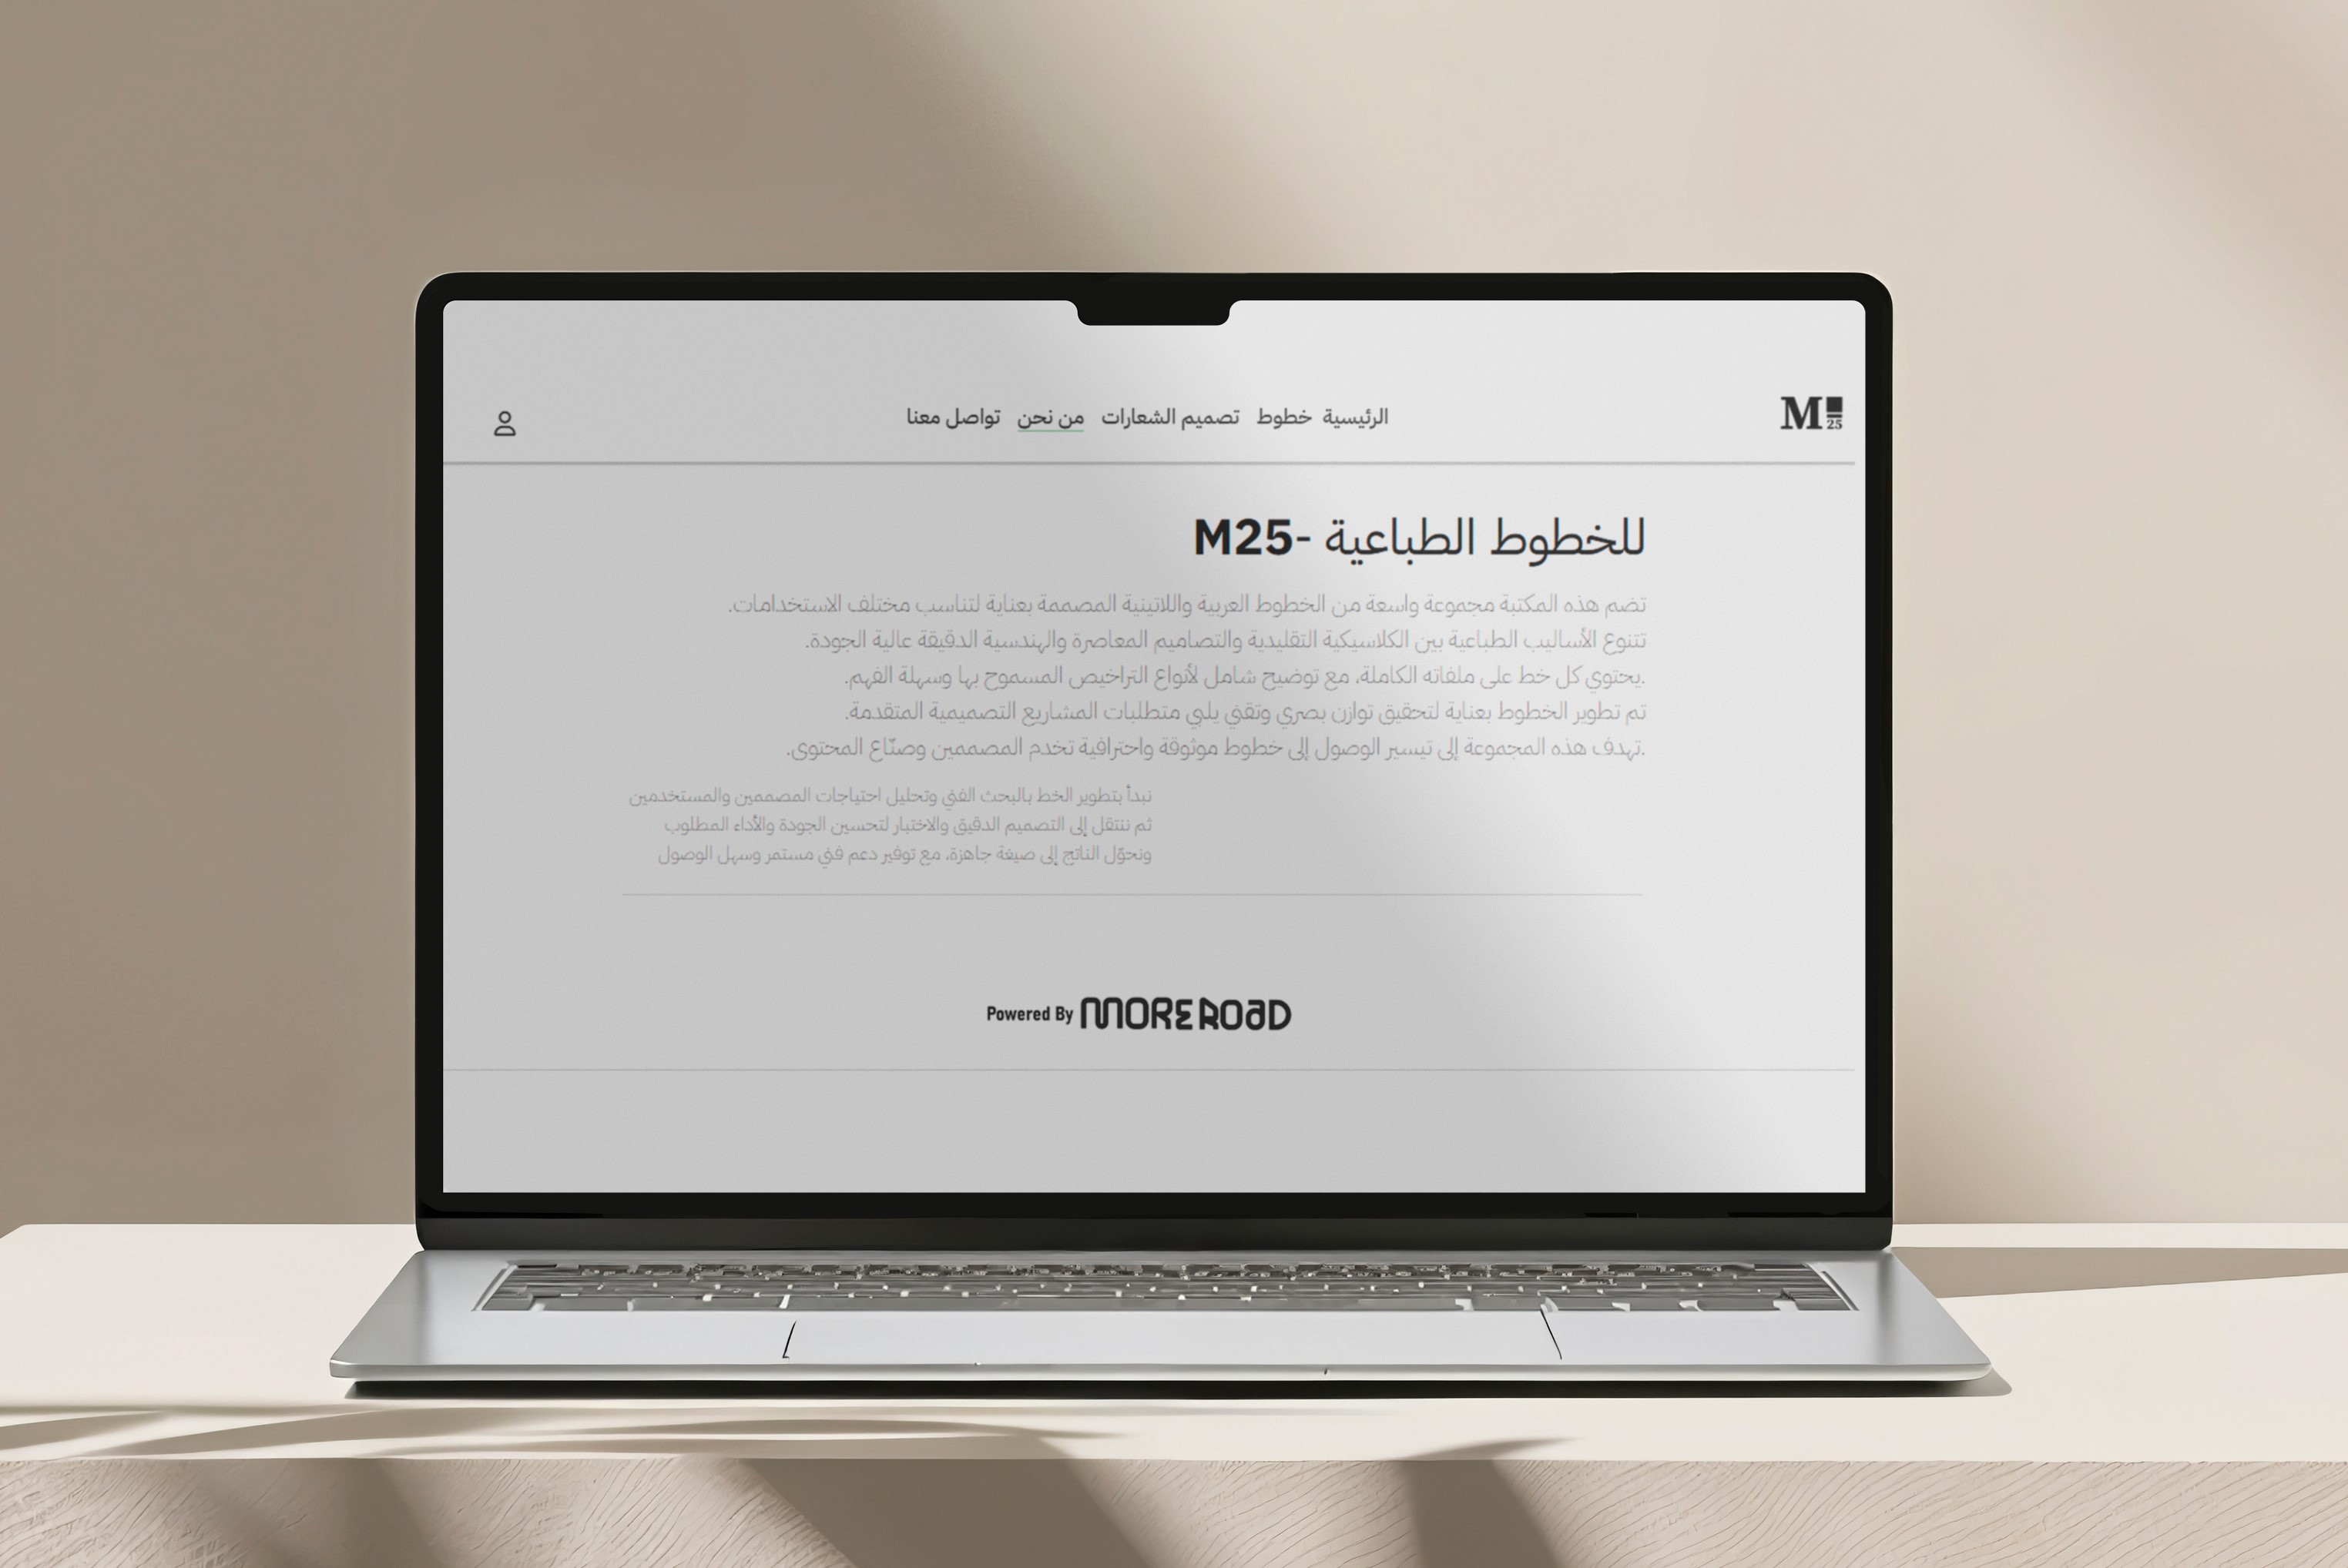 M 25
الرئيسية خطوط تصميم الشعارات من نحن تواصل معنا
للخطوط الطباعية -M25
تضم هذه المكتبة مجموعة واسعة من الخطوط العربية واللاتينية المصممة بعناية لتناسب مختلف الاستخدامات.
تتنوع الأساليب الطباعية بين الكلاسيكية التقليدية والتصاميم المعاصرة والهندسية الدقيقة عالية الجودة.
.يحتوي كل خط على ملفاته الكاملة، مع توضيح شامل لأنواع التراخيص المسموح بها وسهلة الفهم.
تم تطوير الخطوط بعناية لتحقيق توازن بصري وتقني يلبي متطلبات المشاريع التصميمية المتقدمة.
.تهدف هذه المجموعة إلى تيسير الوصول إلى خطوط موثوقة واحترافية تخدم المصممين وصنّاع المحتوى.
نبدأ بتطوير الخط بالبحث الفني وتحليل احتياجات المصممين والمستخدمين
ثم ننتقل إلى التصميم الدقيق والاختبار لتحسين الجودة والأداء المطلوب
ونحوّل الناتج إلى صيغة جاهزة، مع توفير دعم فني مستمر وسهل الوصول
Powered By MOREROAD